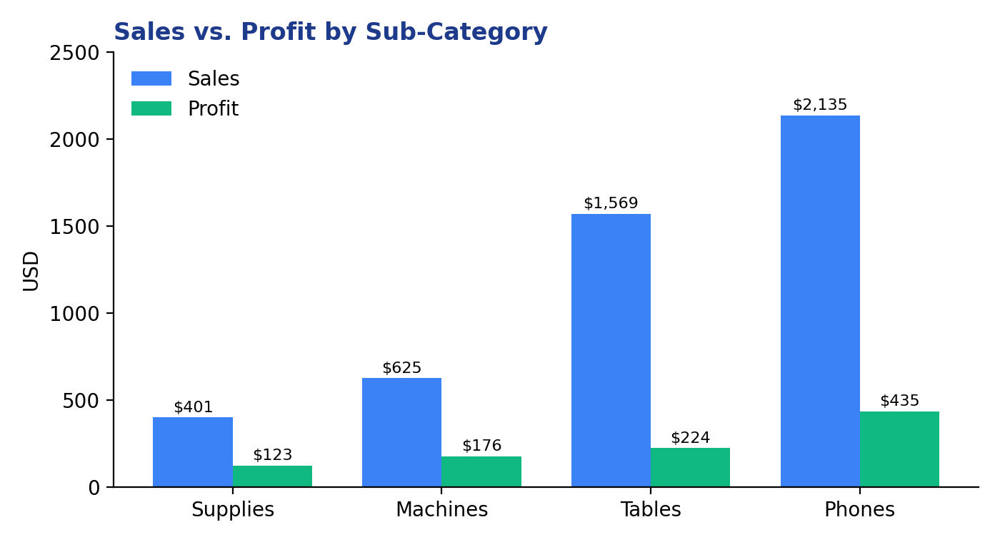 Sales vs. Profit by Sub-Category
2500
2000
1500
1000
500
0
USD
Sales
Profit
$401
$123
$625
$176
$1,569
$224
$2,135
$435
Supplies
Machines
Tables
Phones